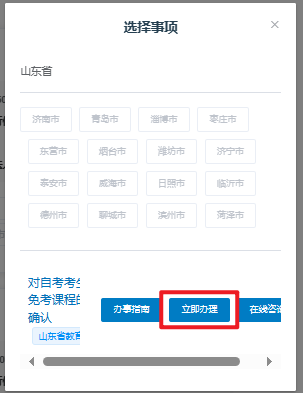 选择事项
山东省
济南市 青岛市 淄博市 枣庄市
东营市 烟台市 潍坊市 济宁市
泰安市 威海市 日照市 临沂市
德州市 聊城市 滨州市 菏泽市
对自考考生
免考课程的
确认
山东省教育
办事指南 立即办理 在线咨询